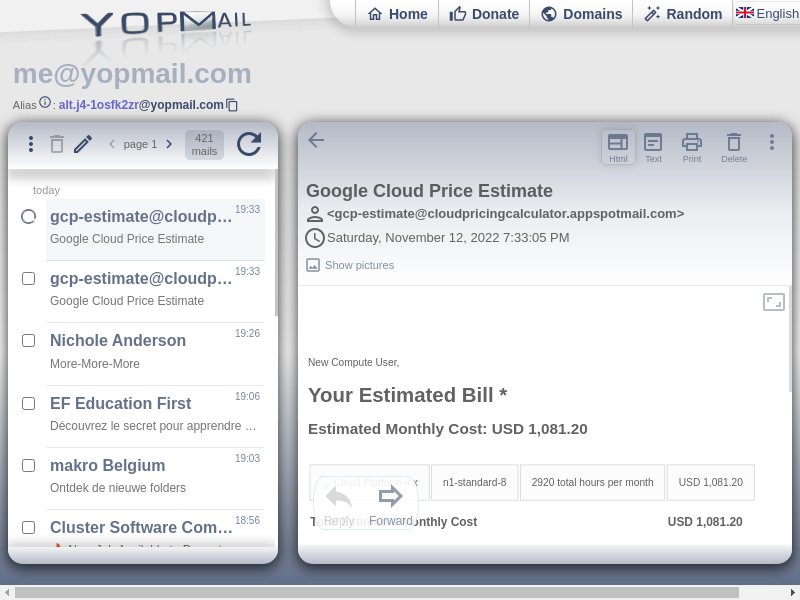 YOPMail
Home
Donate
Domains
Random
English
me@yopmail.com
Alias : alt.j4-1osfk2zr@yopmail.com
page 1
421
mails
today
gcp-estimate@cloudp… 19:33
Google Cloud Price Estimate
gcp-estimate@cloudp… 19:33
Google Cloud Price Estimate
Nichole Anderson 19:26
More-More-More
EF Education First 19:06
Découvrez le secret pour apprendre …
makro Belgium 19:03
Ontdek de nieuwe folders
Cluster Software Com… 18:56
Html
Text
Print
Delete
Google Cloud Price Estimate
<gcp-estimate@cloudpricingcalculator.appspotmail.com>
Saturday, November 12, 2022 7:33:05 PM
Show pictures
New Compute User,
Your Estimated Bill *
Estimated Monthly Cost: USD 1,081.20
Cloud Platform 4 x n1-standard-8 2920 total hours per month USD 1,081.20
Total Estimated Monthly Cost USD 1,081.20
Reply
Forward